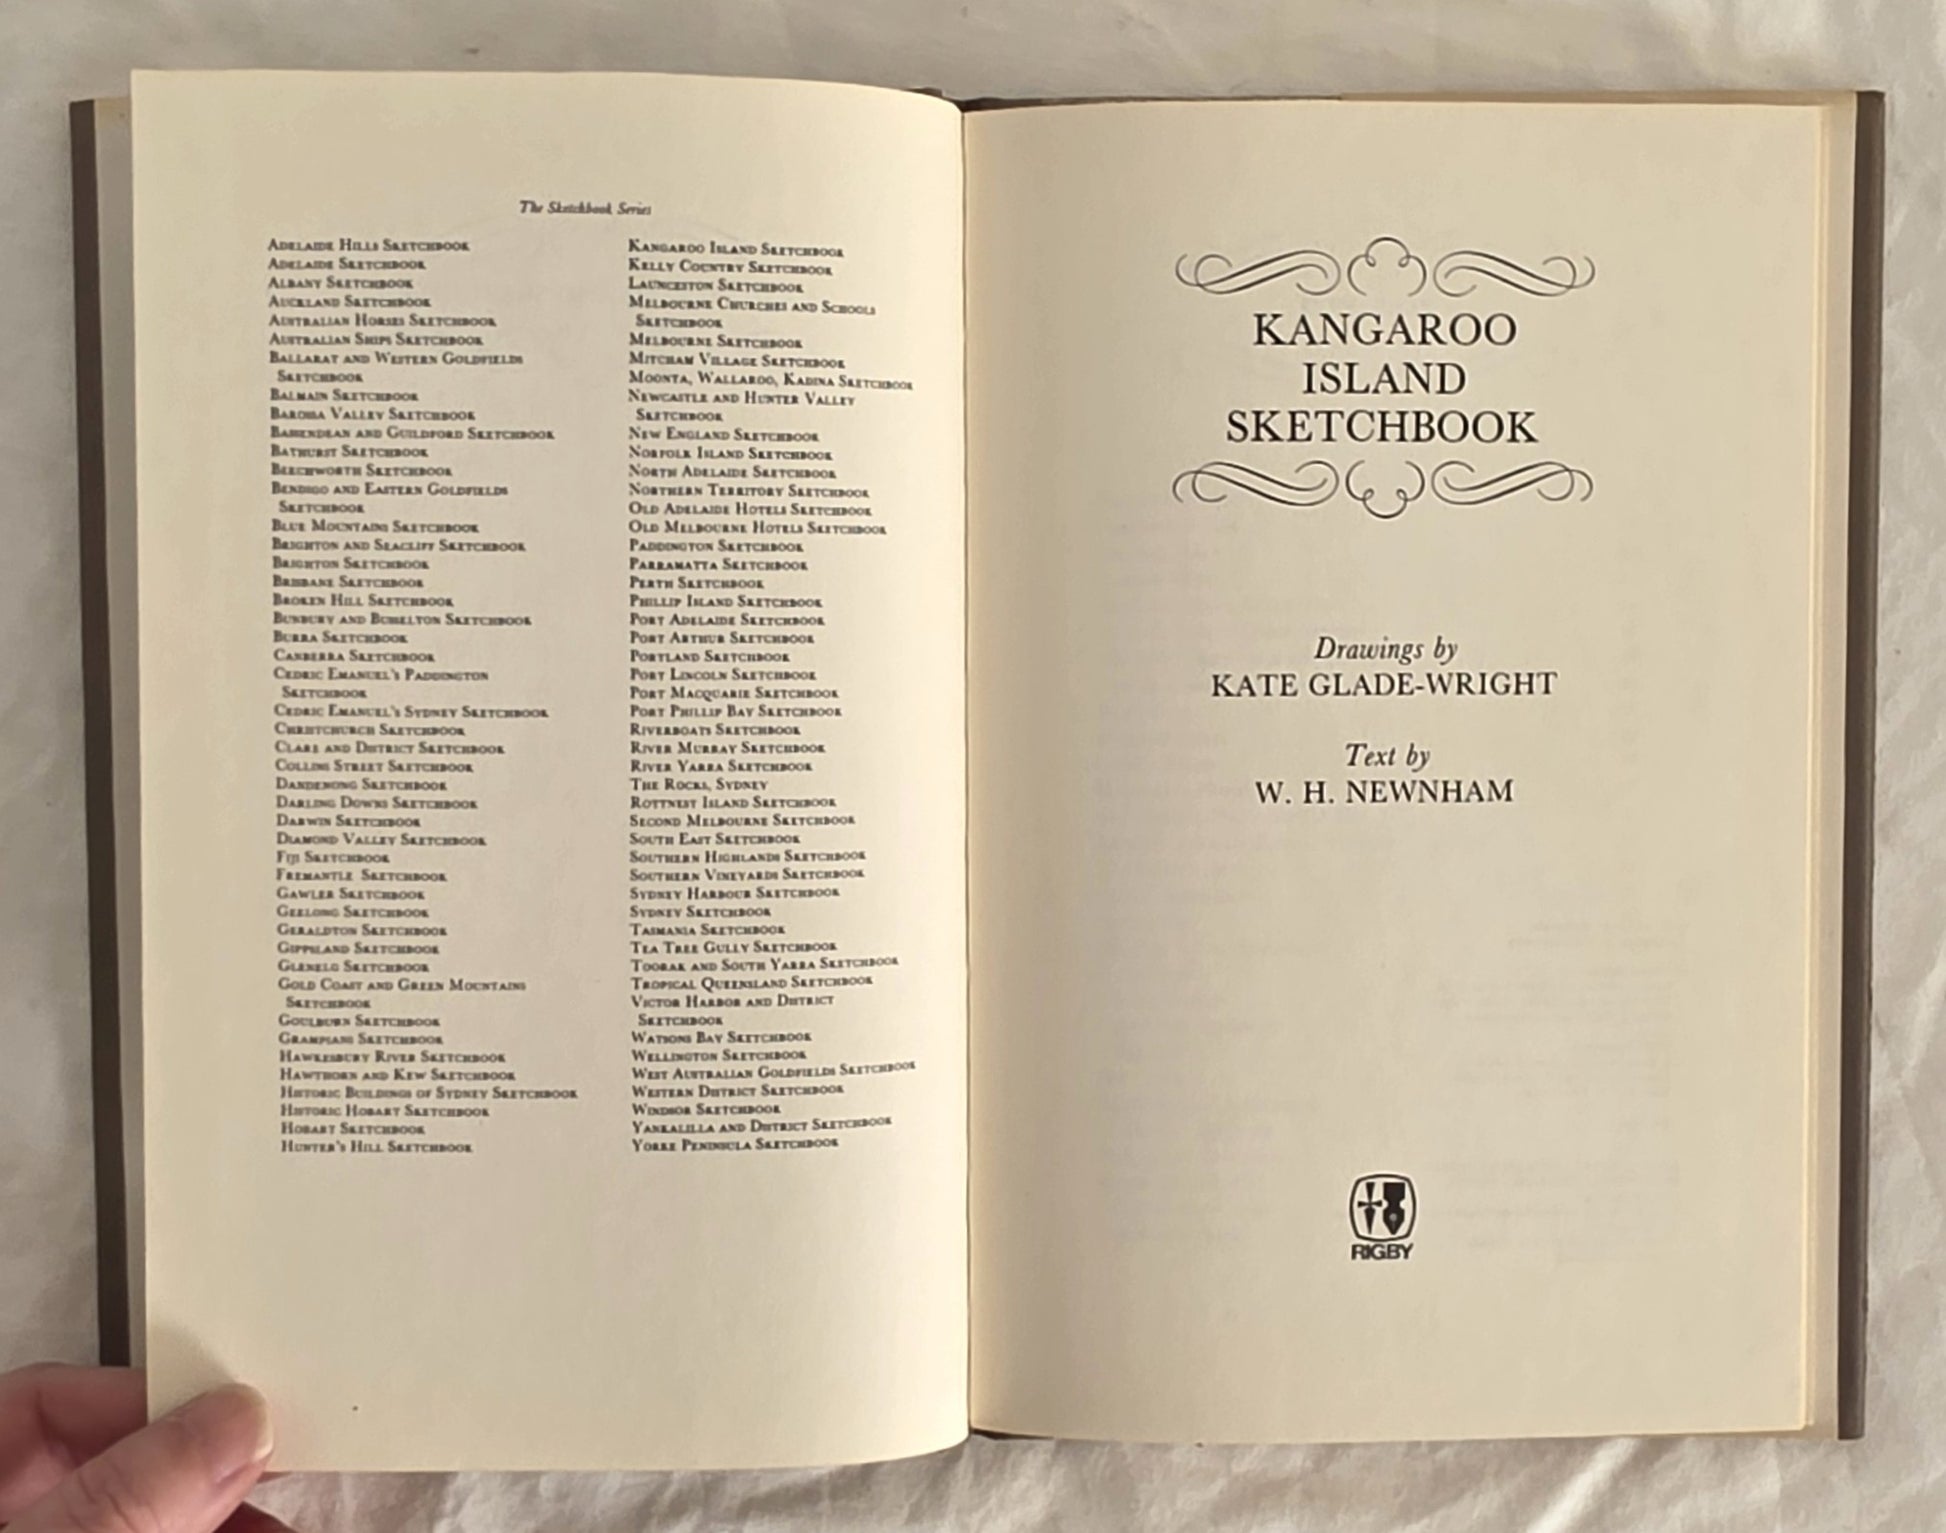 The Sketchbook Series
ADELAIDE HILLS SKETCHBOOK
ADELAIDE SKETCHBOOK
ALBANY SKETCHBOOK
AUCKLAND SKETCHBOOK
AUSTRALIAN HORSES SKETCHBOOK
AUSTRALIAN SHIPS SKETCHBOOK
BALLARAT AND WESTERN GOLDFIELDS
SKETCHBOOK
BALMAIN SKETCHBOOK
BAROSSA VALLEY SKETCHBOOK
BASSENDEAN AND GUILDFORD SKETCHBOOK
BATHURST SKETCHBOOK
BEECHWORTH SKETCHBOOK
BENDIGO AND EASTERN GOLDFIELDS
SKETCHBOOK
BLUE MOUNTAINS SKETCHBOOK
BRIGHTON AND SEACLIFF SKETCHBOOK
BRIGHTON SKETCHBOOK
BRISBANE SKETCHBOOK
BROKEN HILL SKETCHBOOK
BUNBURY AND BUSSELTON SKETCHBOOK
BURRA SKETCHBOOK
CANBERRA SKETCHBOOK
CEDRIC EMANUEL'S PADDINGTON
SKETCHBOOK
CEDRIC EMANUEL'S SYDNEY SKETCHBOOK
CHRISTCHURCH SKETCHBOOK
CLARE AND DISTRICT SKETCHBOOK
COLLINS STREET SKETCHBOOK
DANDENONG SKETCHBOOK
DARLING DOWNS SKETCHBOOK
DARWIN SKETCHBOOK
DIAMOND VALLEY SKETCHBOOK
FIJI SKETCHBOOK
FREMANTLE SKETCHBOOK
GAWLER SKETCHBOOK
GEELONG SKETCHBOOK
GERALDTON SKETCHBOOK
GIPPSLAND SKETCHBOOK
GLENELG SKETCHBOOK
GOLD COAST AND GREEN MOUNTAINS
SKETCHBOOK
GOULBURN SKETCHBOOK
GRAMPIANS SKETCHBOOK
HAWKESBURY RIVER SKETCHBOOK
HAWTHORN AND KEW SKETCHBOOK
HISTORIC BUILDINGS OF SYDNEY SKETCHBOOK
HISTORIC HOBART SKETCHBOOK
HOBART SKETCHBOOK
HUNTER'S HILL SKETCHBOOK
KANGAROO ISLAND SKETCHBOOK
KELLY COUNTRY SKETCHBOOK
LAUNCESTON SKETCHBOOK
MELBOURNE CHURCHES AND SCHOOLS
SKETCHBOOK
MELBOURNE SKETCHBOOK
MITCHAM VILLAGE SKETCHBOOK
MOONTA, WALLAROO, KADINA SKETCHBOOK
NEWCASTLE AND HUNTER VALLEY
SKETCHBOOK
NEW ENGLAND SKETCHBOOK
NORFOLK ISLAND SKETCHBOOK
NORTH ADELAIDE SKETCHBOOK
NORTHERN TERRITORY SKETCHBOOK
OLD ADELAIDE HOTELS SKETCHBOOK
OLD MELBOURNE HOTELS SKETCHBOOK
PADDINGTON SKETCHBOOK
PARRAMATTA SKETCHBOOK
PERTH SKETCHBOOK
PHILLIP ISLAND SKETCHBOOK
PORT ADELAIDE SKETCHBOOK
PORT ARTHUR SKETCHBOOK
PORTLAND SKETCHBOOK
PORT LINCOLN SKETCHBOOK
PORT MACQUARIE SKETCHBOOK
PORT PHILLIP BAY SKETCHBOOK
RIVERBOATS SKETCHBOOK
RIVER MURRAY SKETCHBOOK
RIVER YARRA SKETCHBOOK
THE ROCKS, SYDNEY
ROTTNEST ISLAND SKETCHBOOK
SECOND MELBOURNE SKETCHBOOK
SOUTH EAST SKETCHBOOK
SOUTHERN HIGHLANDS SKETCHBOOK
SOUTHERN VINEYARDS SKETCHBOOK
SYDNEY HARBOUR SKETCHBOOK
SYDNEY SKETCHBOOK
TASMANIA SKETCHBOOK
TEA TREE GULLY SKETCHBOOK
TOORAK AND SOUTH YARRA SKETCHBOOK
TROPICAL QUEENSLAND SKETCHBOOK
VICTOR HARBOR AND DISTRICT
SKETCHBOOK
WATSONS BAY SKETCHBOOK
WELLINGTON SKETCHBOOK
WEST AUSTRALIAN GOLDFIELDS SKETCHBOOK
WESTERN DISTRICT SKETCHBOOK
WINDSOR SKETCHBOOK
YANKALILLA AND DISTRICT SKETCHBOOK
YORKE PENINSULA SKETCHBOOK
KANGAROO
ISLAND
SKETCHBOOK
Drawings by
KATE GLADE-WRIGHT
Text by
W. H. NEWNHAM
RIGBY